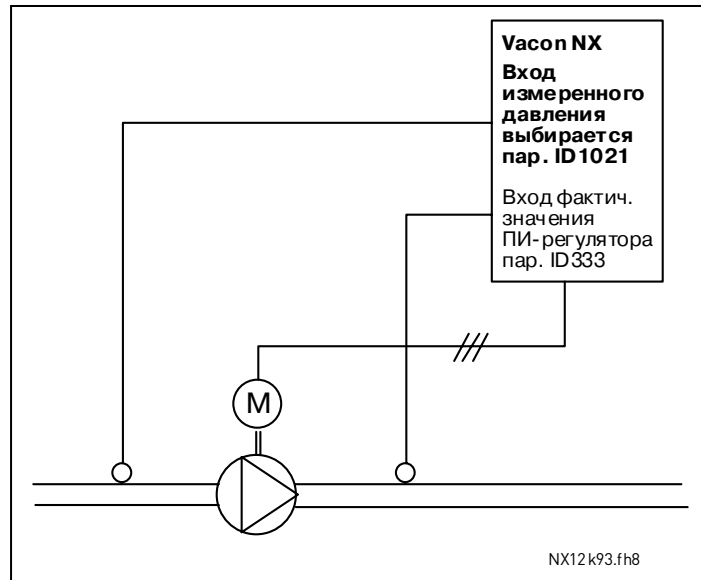 Vacon NX
Вход
измеренного
давления
выбирается
пар. ID1021
Вход фактич.
значения
ПИ-регулятора
пар. ID333
M
NX12k93.fh8